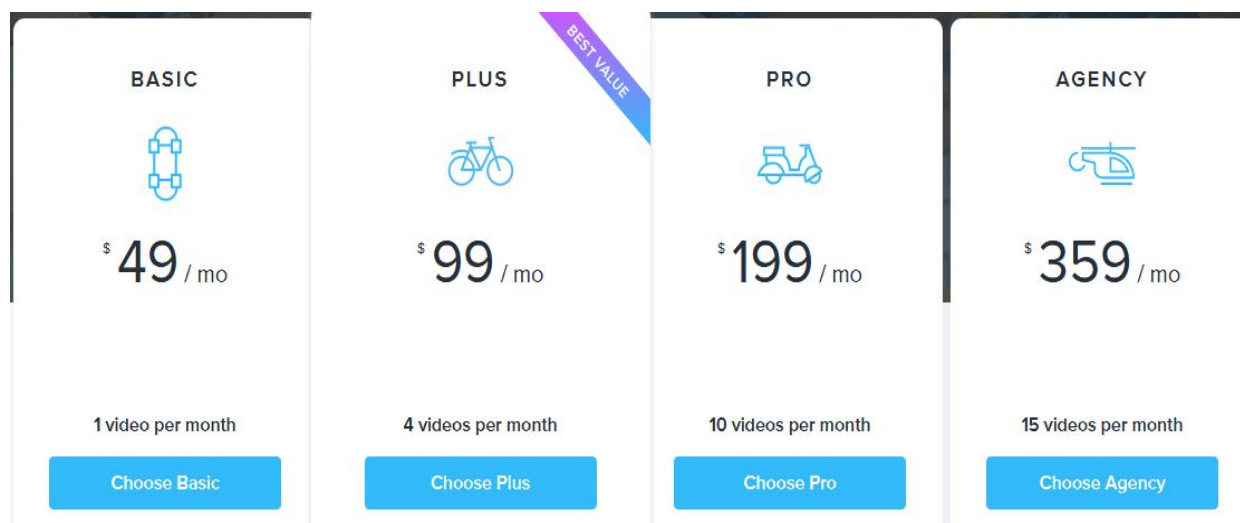 BASIC
$49 / mo
1 video per month
Choose Basic
PLUS
BEST VALUE
$99 / mo
4 videos per month
Choose Plus
PRO
$199 / mo
10 videos per month
Choose Pro
AGENCY
$359 / mo
15 videos per month
Choose Agency